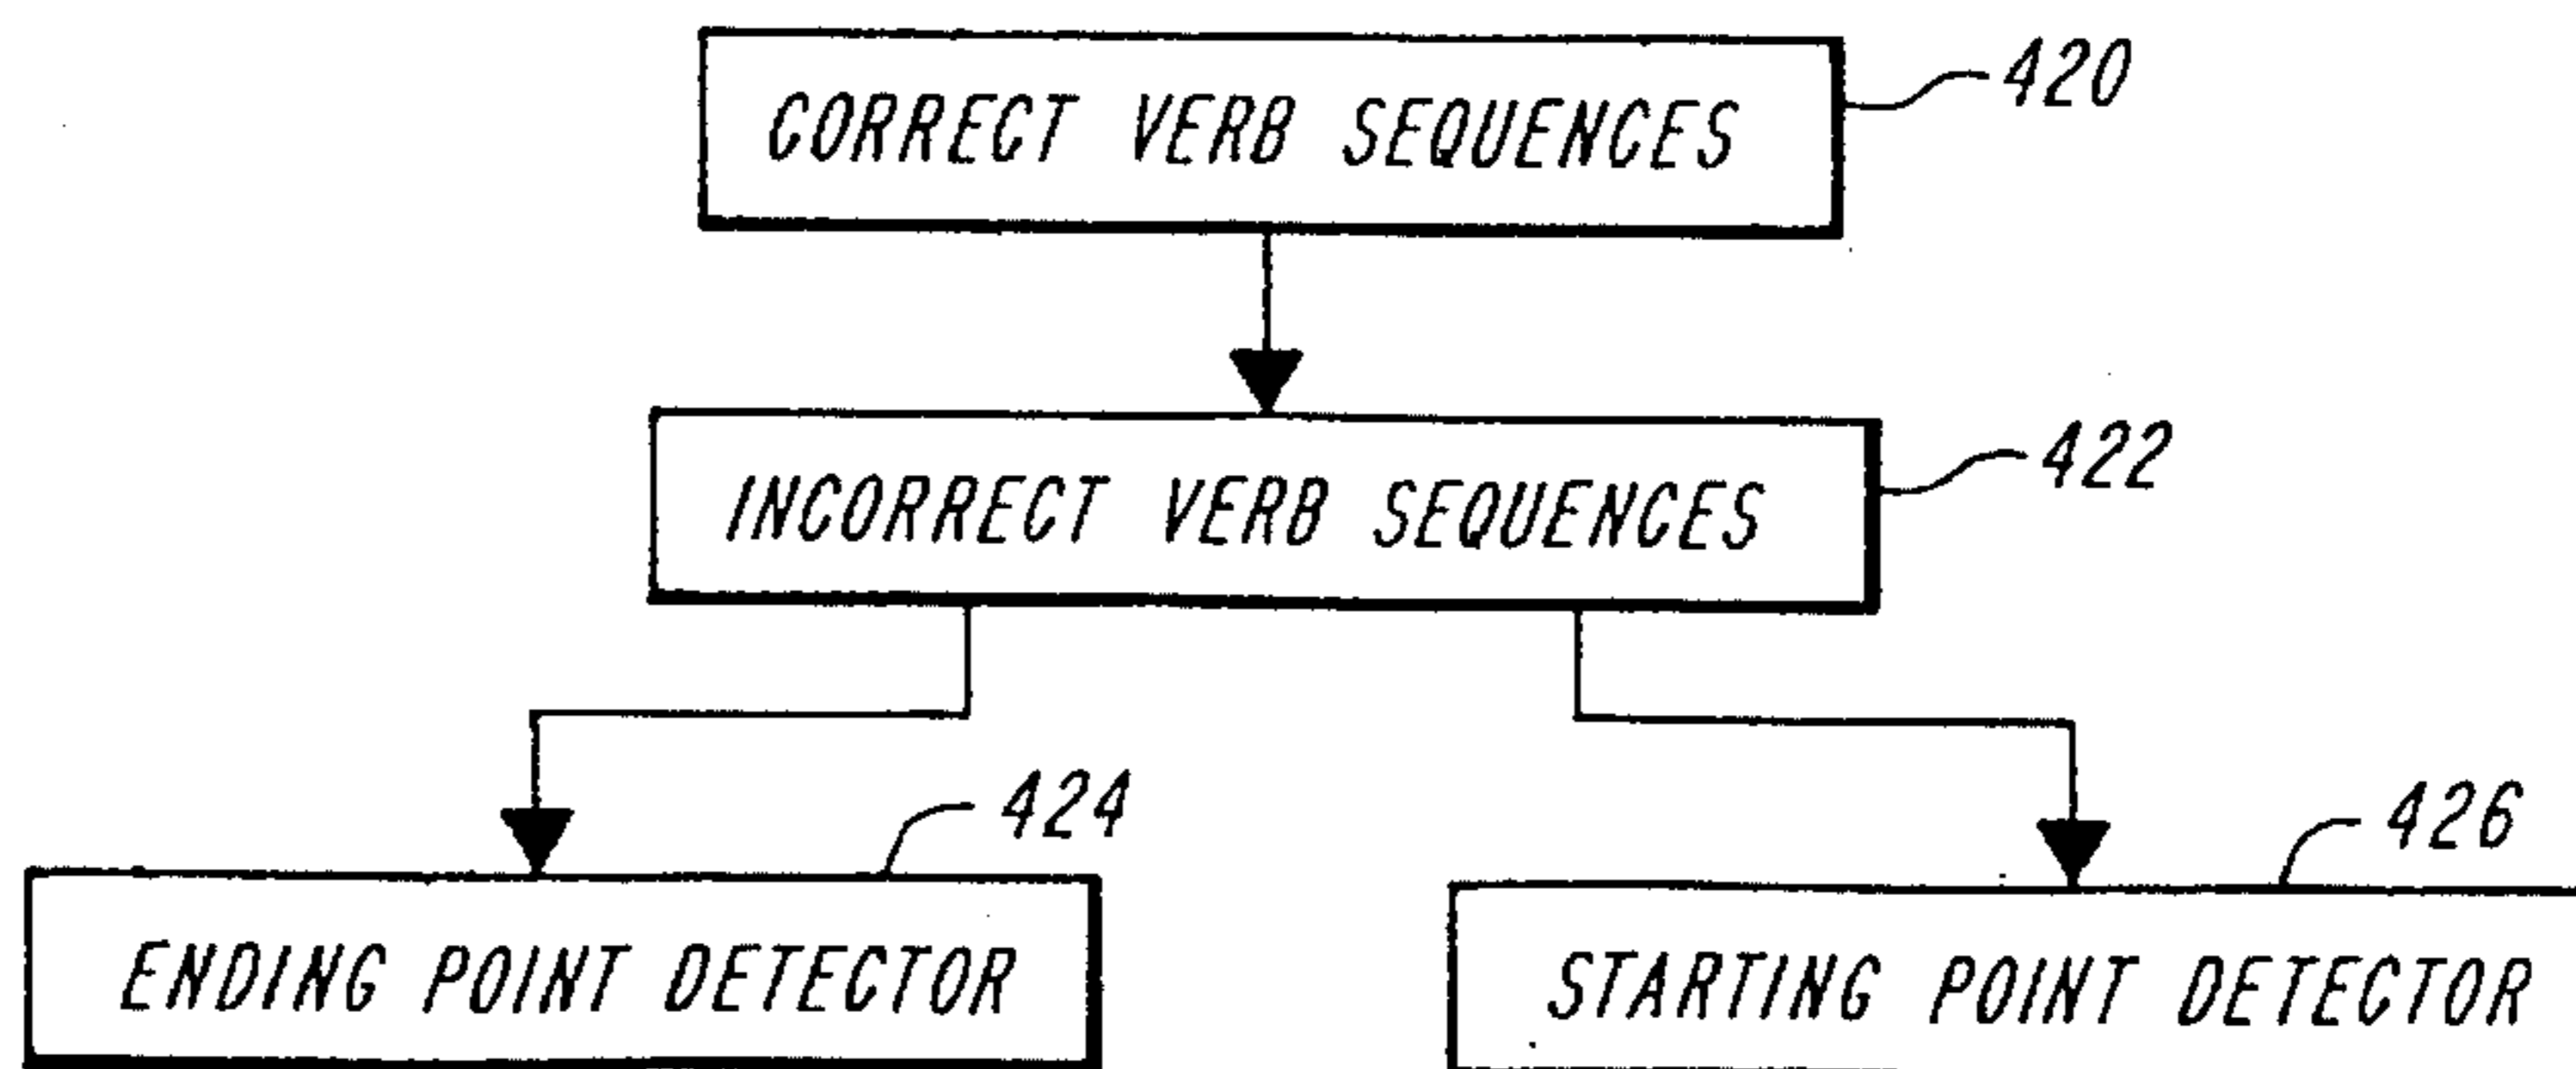 CORRECT VERB SEQUENCES 420
INCORRECT VERB SEQUENCES 422
424 426
ENDING POINT DETECTOR STARTING POINT DETECTOR